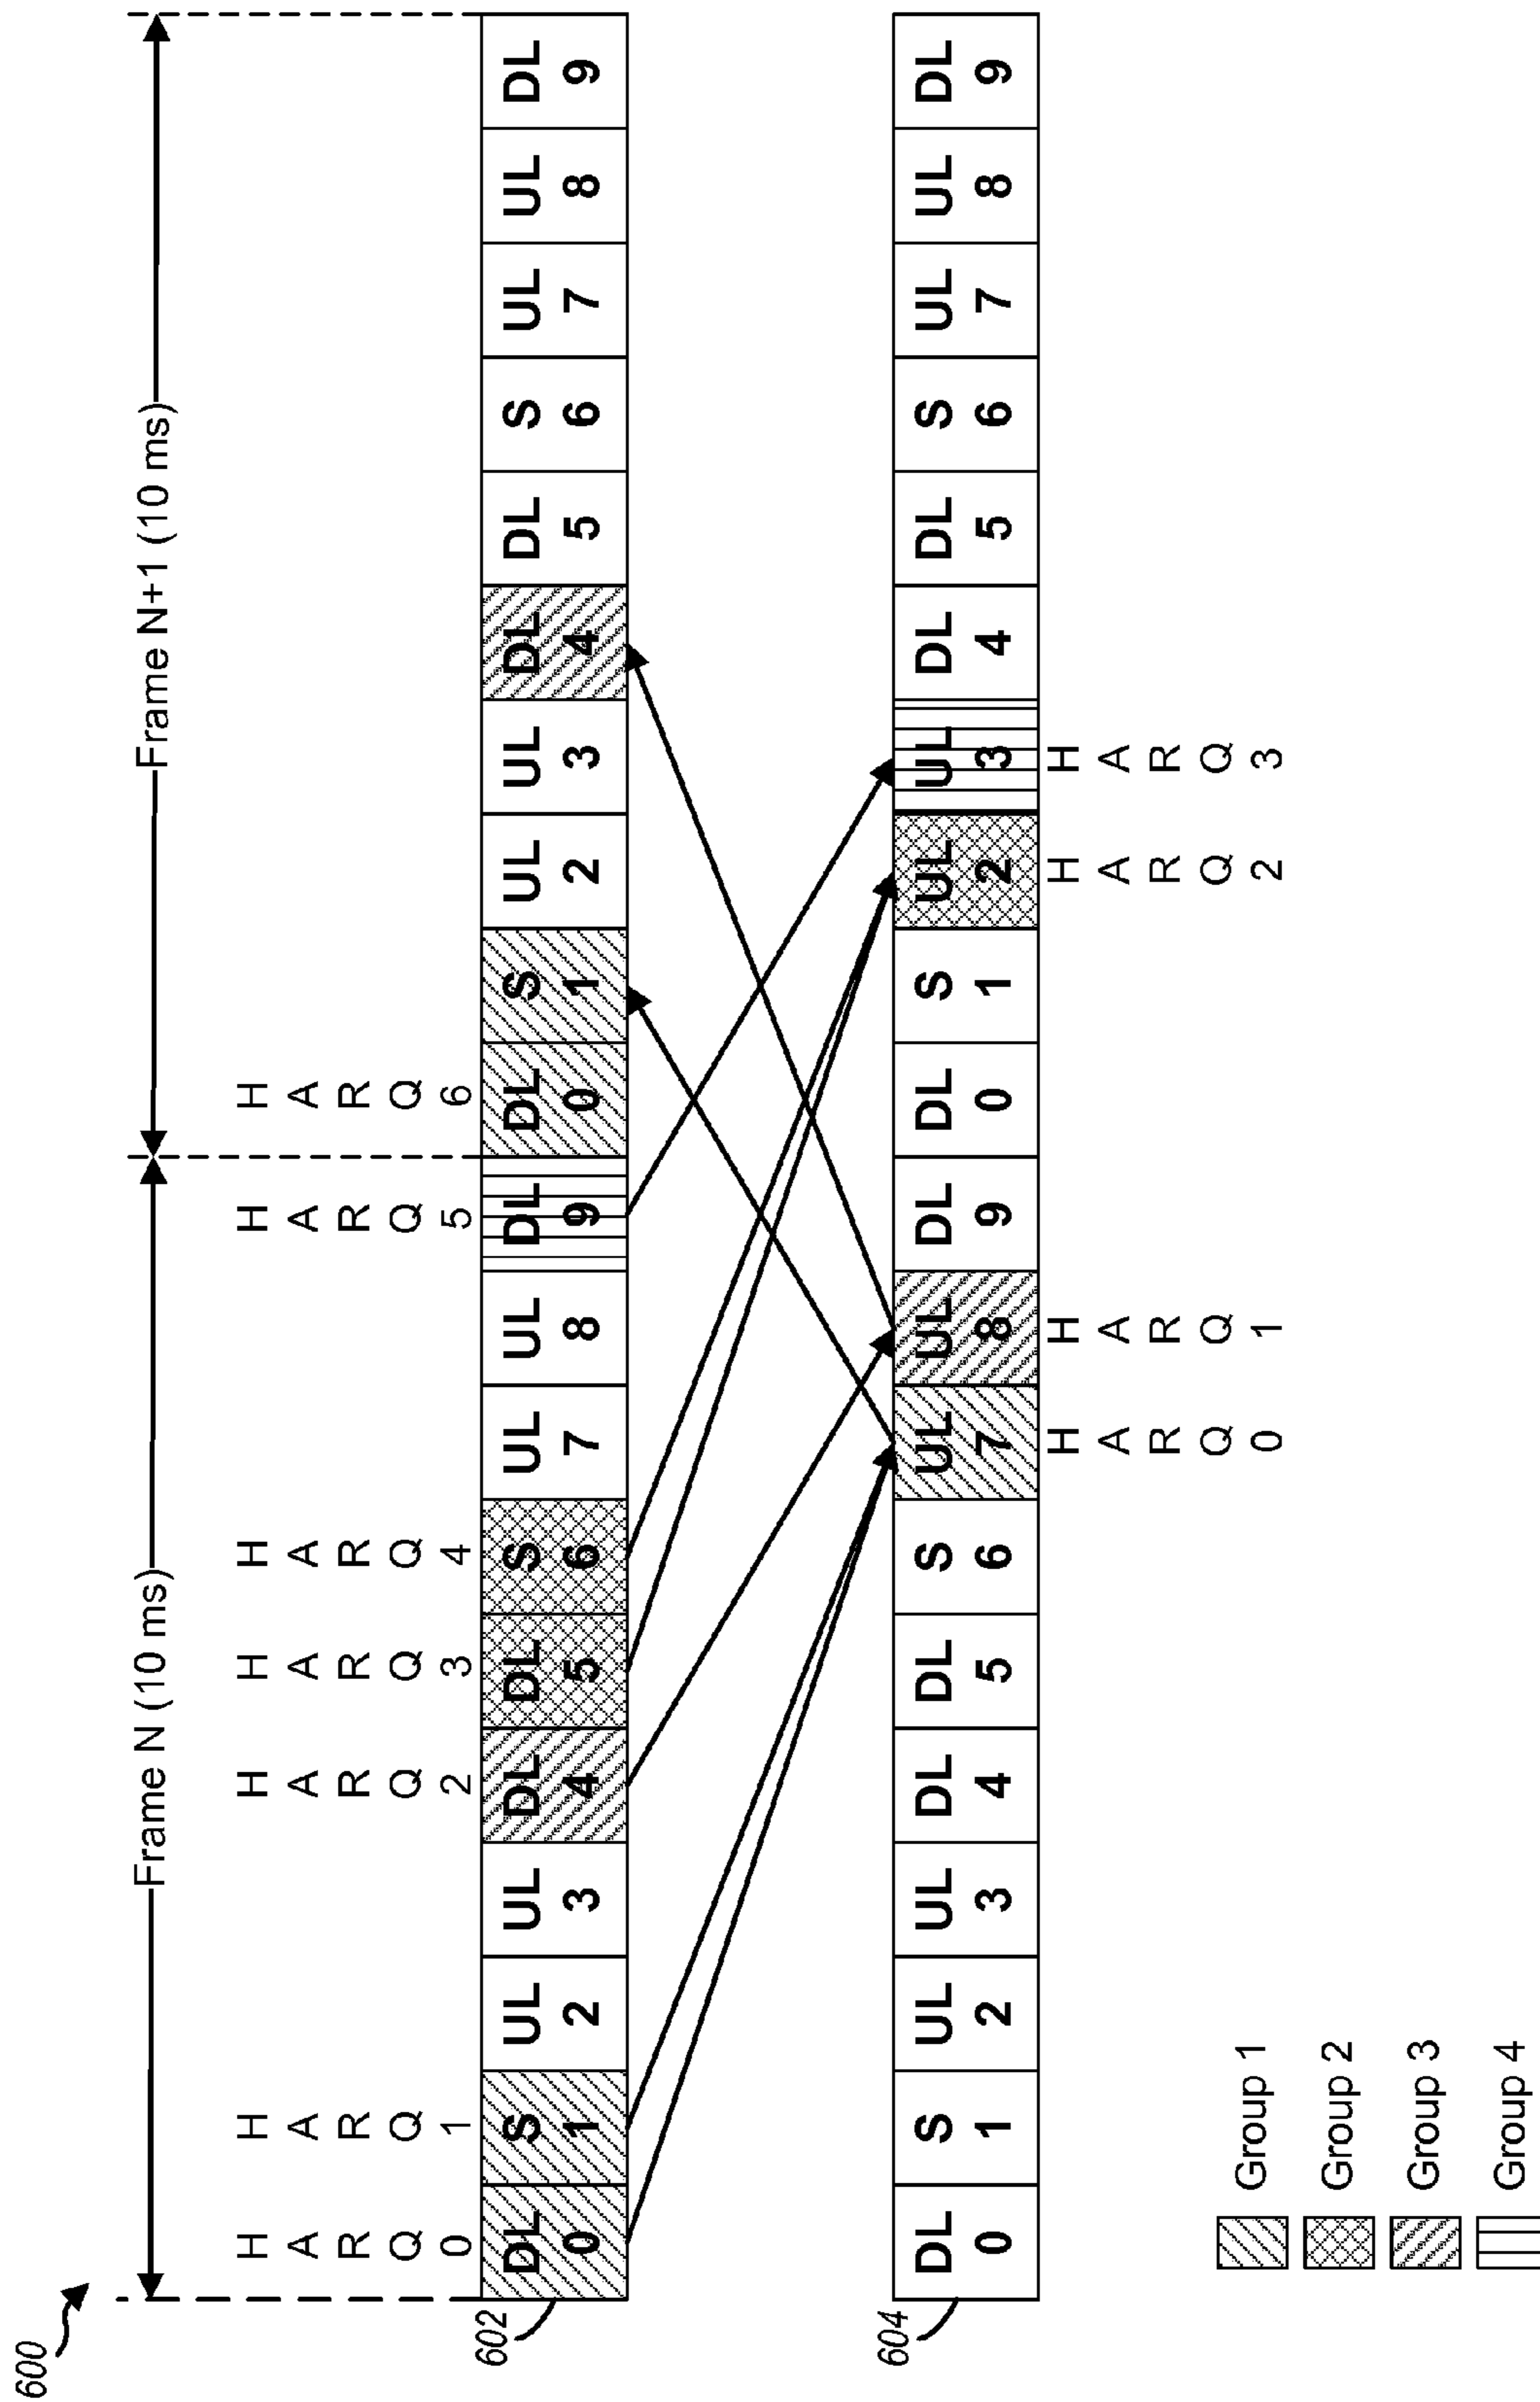 600
Frame N (10 ms)
Frame N+1 (10 ms)
HARQ 0
HARQ 1
HARQ 2
HARQ 3
HARQ 4
HARQ 5
HARQ 6
602
DL 0
S 1
UL 2
UL 3
DL 4
DL 5
S 6
UL 7
UL 8
DL 9
DL 0
S 1
UL 2
UL 3
DL 4
DL 5
S 6
UL 7
UL 8
DL 9
604
DL 0
S 1
UL 2
UL 3
DL 4
DL 5
S 6
UL 7
UL 8
DL 9
DL 0
S 1
UL 2
UL 3
DL 4
DL 5
S 6
UL 7
UL 8
DL 9
HARQ 0
HARQ 1
HARQ 2
HARQ 3
Group 1
Group 2
Group 3
Group 4